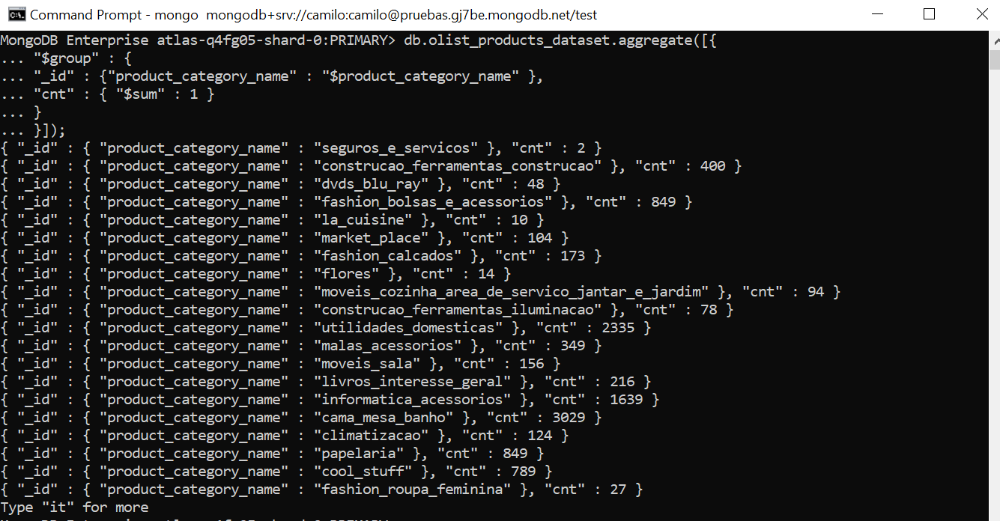 Command Prompt - mongo  mongodb+srv://camilo:camilo@pruebas.gj7be.mongodb.net/test
MongoDB Enterprise atlas-q4fg05-shard-0:PRIMARY> db.olist_products_dataset.aggregate([{
... "$group" : {
... "_id" : {"product_category_name" : "$product_category_name" },
... "cnt" : { "$sum" : 1 }
... }
... }]);
{ "_id" : { "product_category_name" : "seguros_e_servicos" }, "cnt" : 2 }
{ "_id" : { "product_category_name" : "construcao_ferramentas_construcao" }, "cnt" : 400 }
{ "_id" : { "product_category_name" : "dvds_blu_ray" }, "cnt" : 48 }
{ "_id" : { "product_category_name" : "fashion_bolsas_e_acessorios" }, "cnt" : 849 }
{ "_id" : { "product_category_name" : "la_cuisine" }, "cnt" : 10 }
{ "_id" : { "product_category_name" : "market_place" }, "cnt" : 104 }
{ "_id" : { "product_category_name" : "fashion_calcados" }, "cnt" : 173 }
{ "_id" : { "product_category_name" : "flores" }, "cnt" : 14 }
{ "_id" : { "product_category_name" : "moveis_cozinha_area_de_servico_jantar_e_jardim" }, "cnt" : 94 }
{ "_id" : { "product_category_name" : "construcao_ferramentas_iluminacao" }, "cnt" : 78 }
{ "_id" : { "product_category_name" : "utilidades_domesticas" }, "cnt" : 2335 }
{ "_id" : { "product_category_name" : "malas_acessorios" }, "cnt" : 349 }
{ "_id" : { "product_category_name" : "moveis_sala" }, "cnt" : 156 }
{ "_id" : { "product_category_name" : "livros_interesse_geral" }, "cnt" : 216 }
{ "_id" : { "product_category_name" : "informatica_acessorios" }, "cnt" : 1639 }
{ "_id" : { "product_category_name" : "cama_mesa_banho" }, "cnt" : 3029 }
{ "_id" : { "product_category_name" : "climatizacao" }, "cnt" : 124 }
{ "_id" : { "product_category_name" : "papelaria" }, "cnt" : 849 }
{ "_id" : { "product_category_name" : "cool_stuff" }, "cnt" : 789 }
{ "_id" : { "product_category_name" : "fashion_roupa_feminina" }, "cnt" : 27 }
Type "it" for more